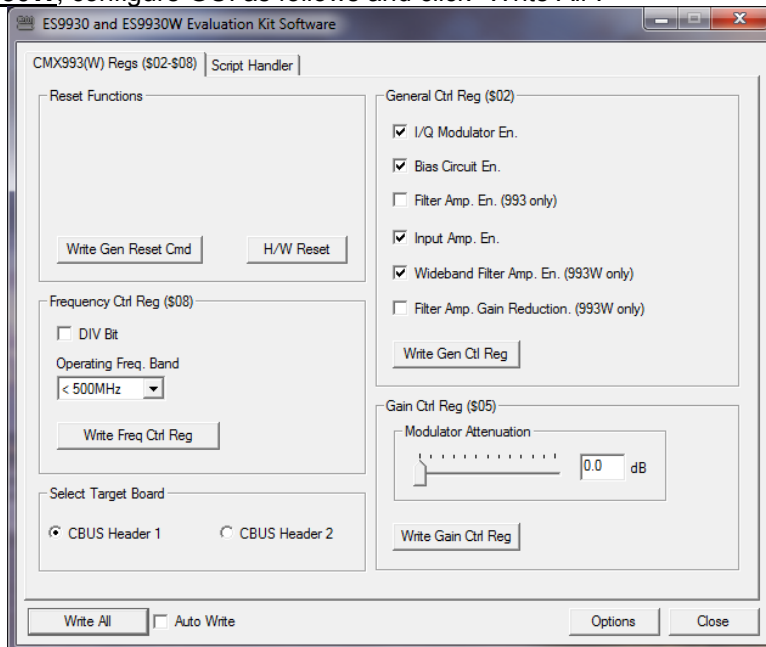 ES9930 and ES9930W Evaluation Kit Software
CMX993(W) Regs ($02-$08)
Script Handler
Reset Functions
Write Gen Reset Cmd
H/W Reset
Frequency Ctrl Reg ($08)
DIV Bit
Operating Freq. Band
< 500MHz
Write Freq Ctrl Reg
Select Target Board
CBUS Header 1
CBUS Header 2
General Ctrl Reg ($02)
I/Q Modulator En.
Bias Circuit En.
Filter Amp. En. (993 only)
Input Amp. En.
Wideband Filter Amp. En. (993W only)
Filter Amp. Gain Reduction. (993W only)
Write Gen Ctl Reg
Gain Ctrl Reg ($05)
Modulator Attenuation
0.0 dB
Write Gain Ctrl Reg
Write All
Auto Write
Options
Close